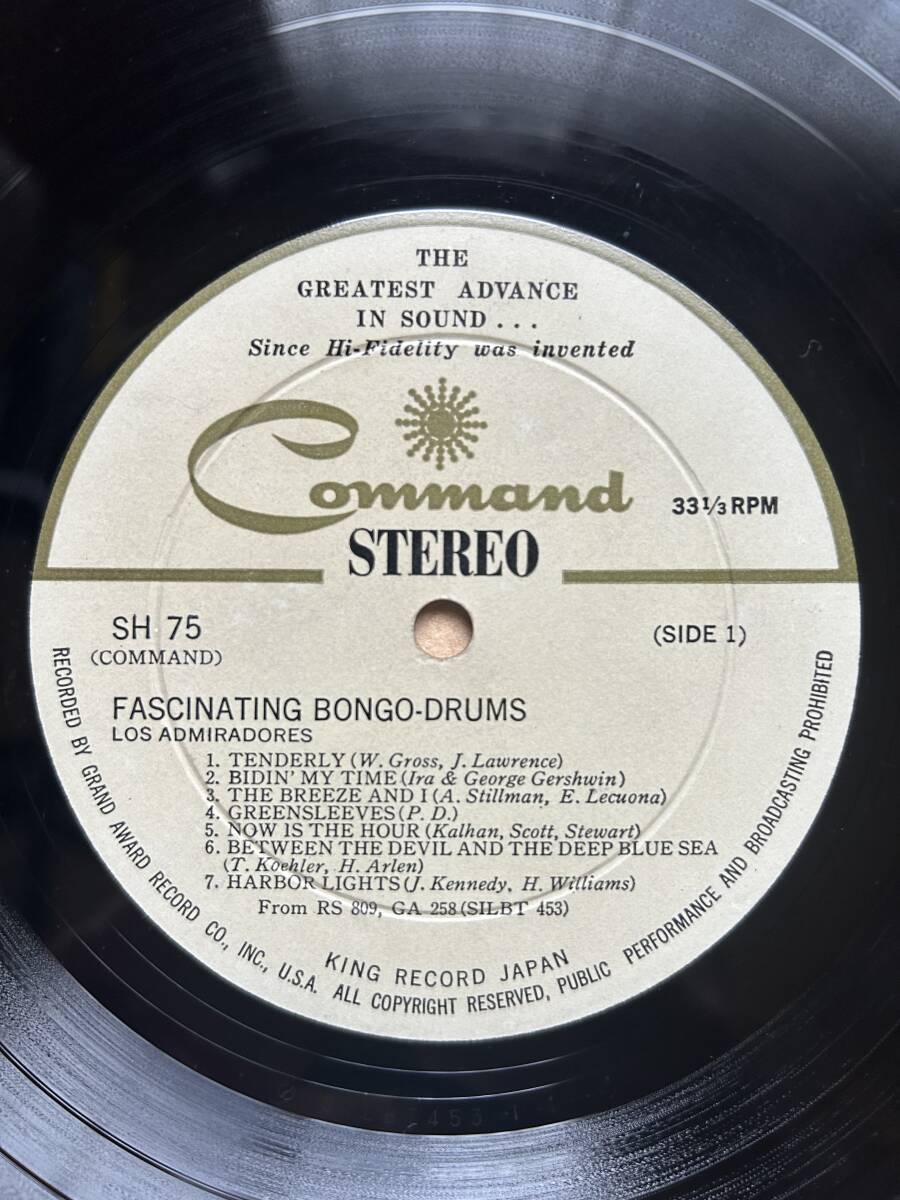 THE
GREATEST ADVANCE
IN SOUND...
Since Hi-Fidelity was invented
Command
STEREO
33 1/3 RPM
SH 75
(COMMAND)
(SIDE 1)
FASCINATING BONGO-DRUMS
LOS ADMIRADORES
1. TENDERLY (W. Gross, J. Lawrence)
2. BIDIN' MY TIME (Ira & George Gershwin)
3. THE BREEZE AND I (A. Stillman, E. Lecuona)
4. GREENSLEEVES (P. D.)
5. NOW IS THE HOUR (Kalhan, Scott, Stewart)
6. BETWEEN THE DEVIL AND THE DEEP BLUE SEA
(T. Koehler, H. Arlen)
7. HARBOR LIGHTS (J. Kennedy, H. Williams)
From RS 809, GA 258 (SILBT 453)
KING RECORD JAPAN
RECORDED BY GRAND AWARD RECORD CO., INC., U.S.A. ALL COPYRIGHT RESERVED, PUBLIC PERFORMANCE AND BROADCASTING PROHIBITED